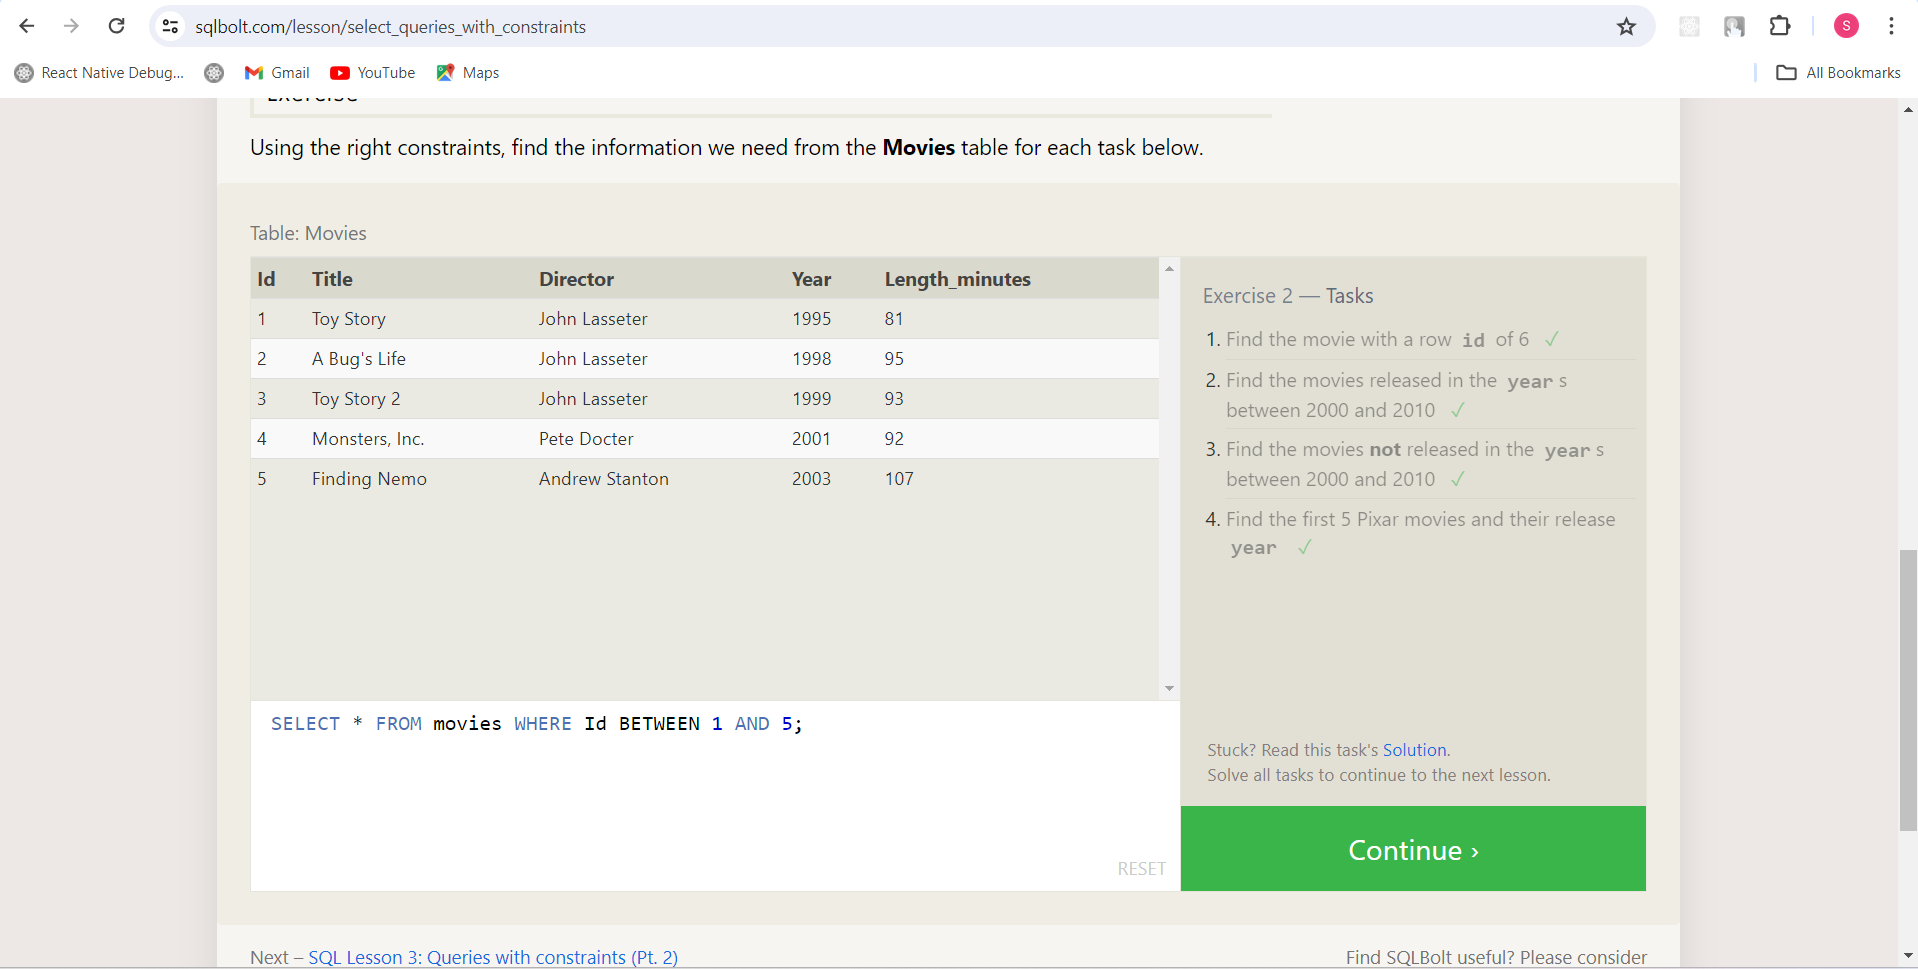 sqlbolt.com/lesson/select_queries_with_constraints
S
React Native Debug... Gmail YouTube Maps All Bookmarks
Exercise
Using the right constraints, find the information we need from the Movies table for each task below.
Table: Movies
Id Title Director Year Length_minutes
1 Toy Story John Lasseter 1995 81
2 A Bug's Life John Lasseter 1998 95
3 Toy Story 2 John Lasseter 1999 93
4 Monsters, Inc. Pete Docter 2001 92
5 Finding Nemo Andrew Stanton 2003 107
Exercise 2 — Tasks
1. Find the movie with a row id of 6 ✓
2. Find the movies released in the year s
between 2000 and 2010 ✓
3. Find the movies not released in the year s
between 2000 and 2010 ✓
4. Find the first 5 Pixar movies and their release
year ✓
SELECT * FROM movies WHERE Id BETWEEN 1 AND 5;
RESET
Stuck? Read this task's Solution.
Solve all tasks to continue to the next lesson.
Continue ›
Next – SQL Lesson 3: Queries with constraints (Pt. 2)
Find SQLBolt useful? Please consider